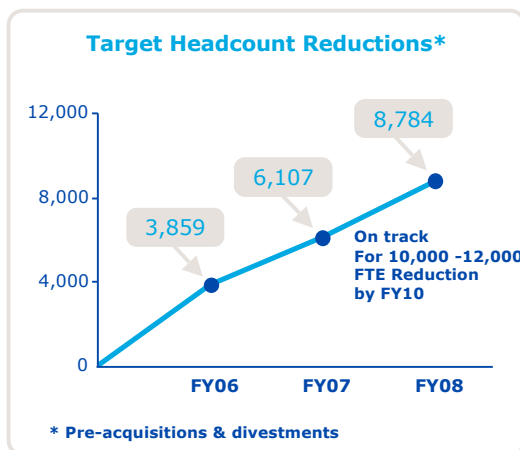 Target Headcount Reductions*
12,000
8,784
8,000
6,107
3,859
On track
For 10,000 -12,000
FTE Reduction
by FY10
4,000
0
FY06 FY07 FY08
* Pre-acquisitions & divestments